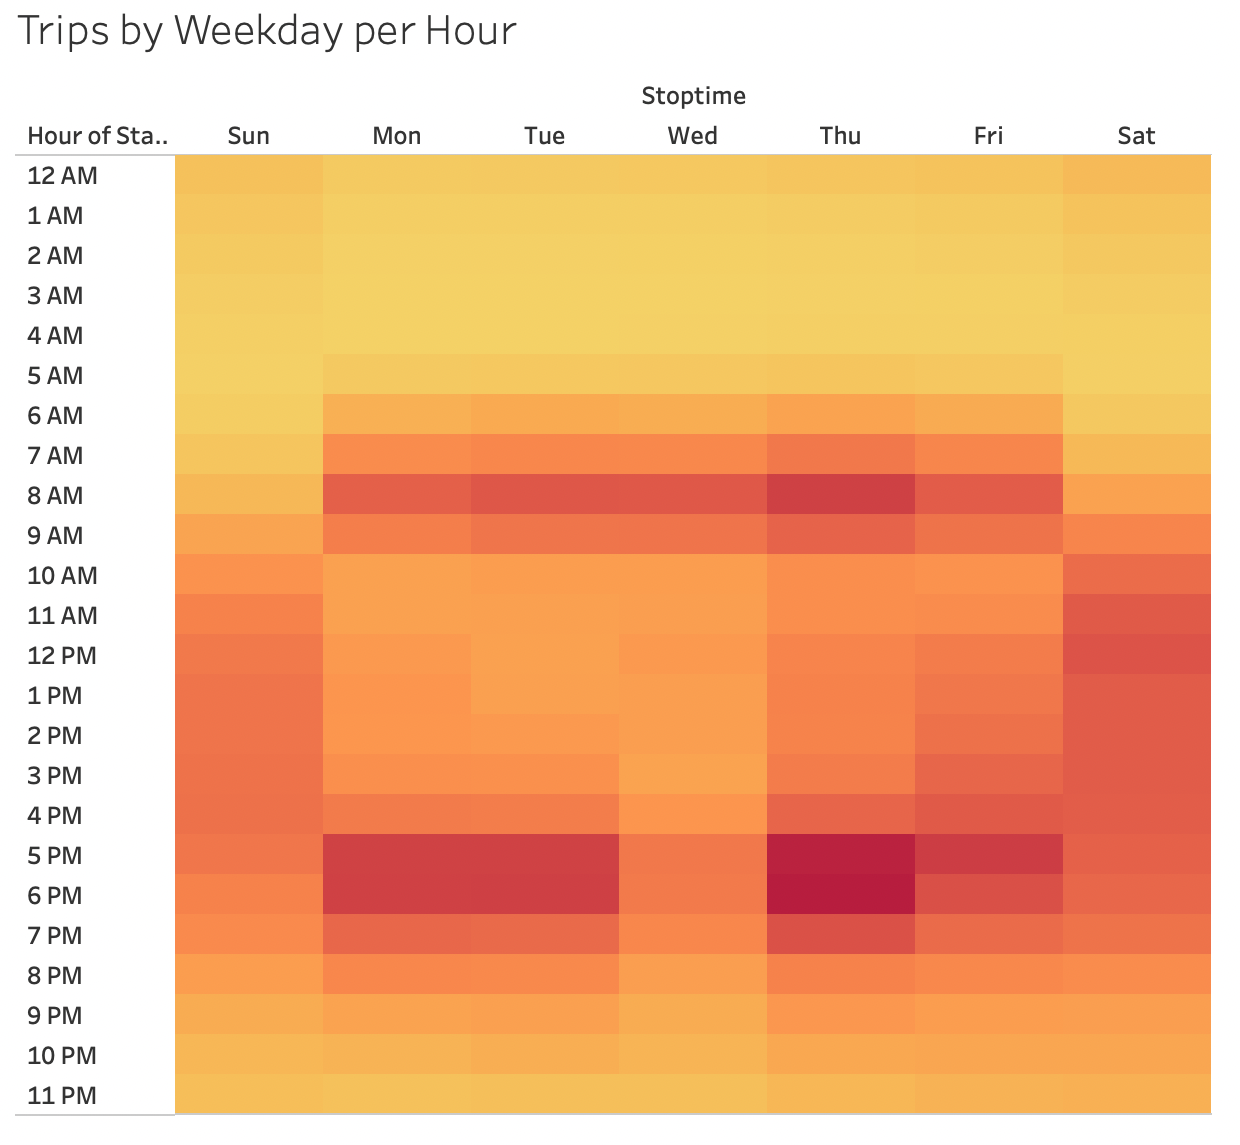 Trips by Weekday per Hour
Stoptime
Hour of Sta.. Sun Mon Tue Wed Thu Fri Sat
12 AM
1 AM
2 AM
3 AM
4 AM
5 AM
6 AM
7 AM
8 AM
9 AM
10 AM
11 AM
12 PM
1 PM
2 PM
3 PM
4 PM
5 PM
6 PM
7 PM
8 PM
9 PM
10 PM
11 PM